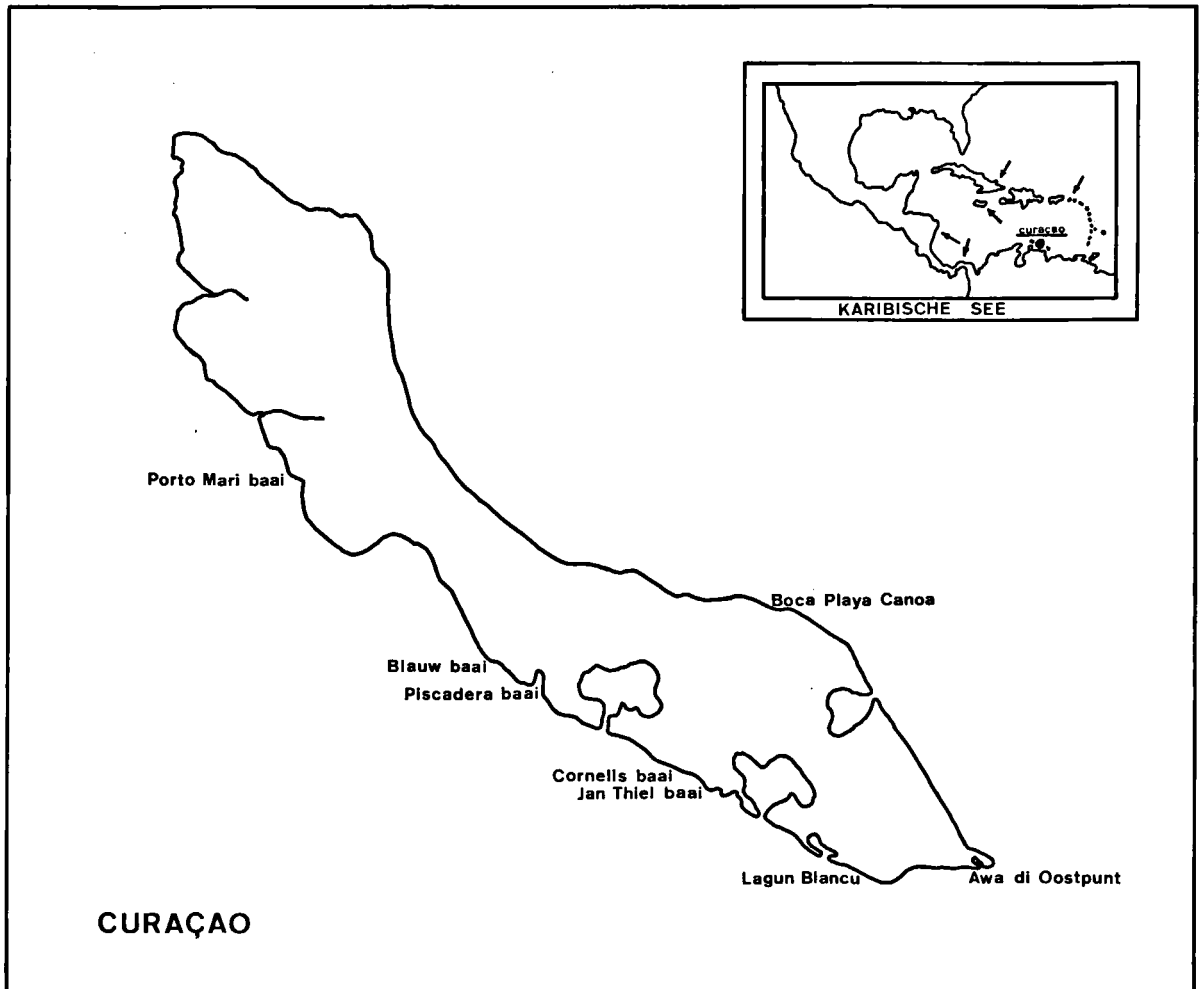 curaçao
KARIBISCHE SEE
Porto Mari baai
Boca Playa Canoa
Blauw baai
Piscadera baai
Cornelis baai
Jan Thiel baai
Lagun Blancu
Awa di Oostpunt
CURAÇAO